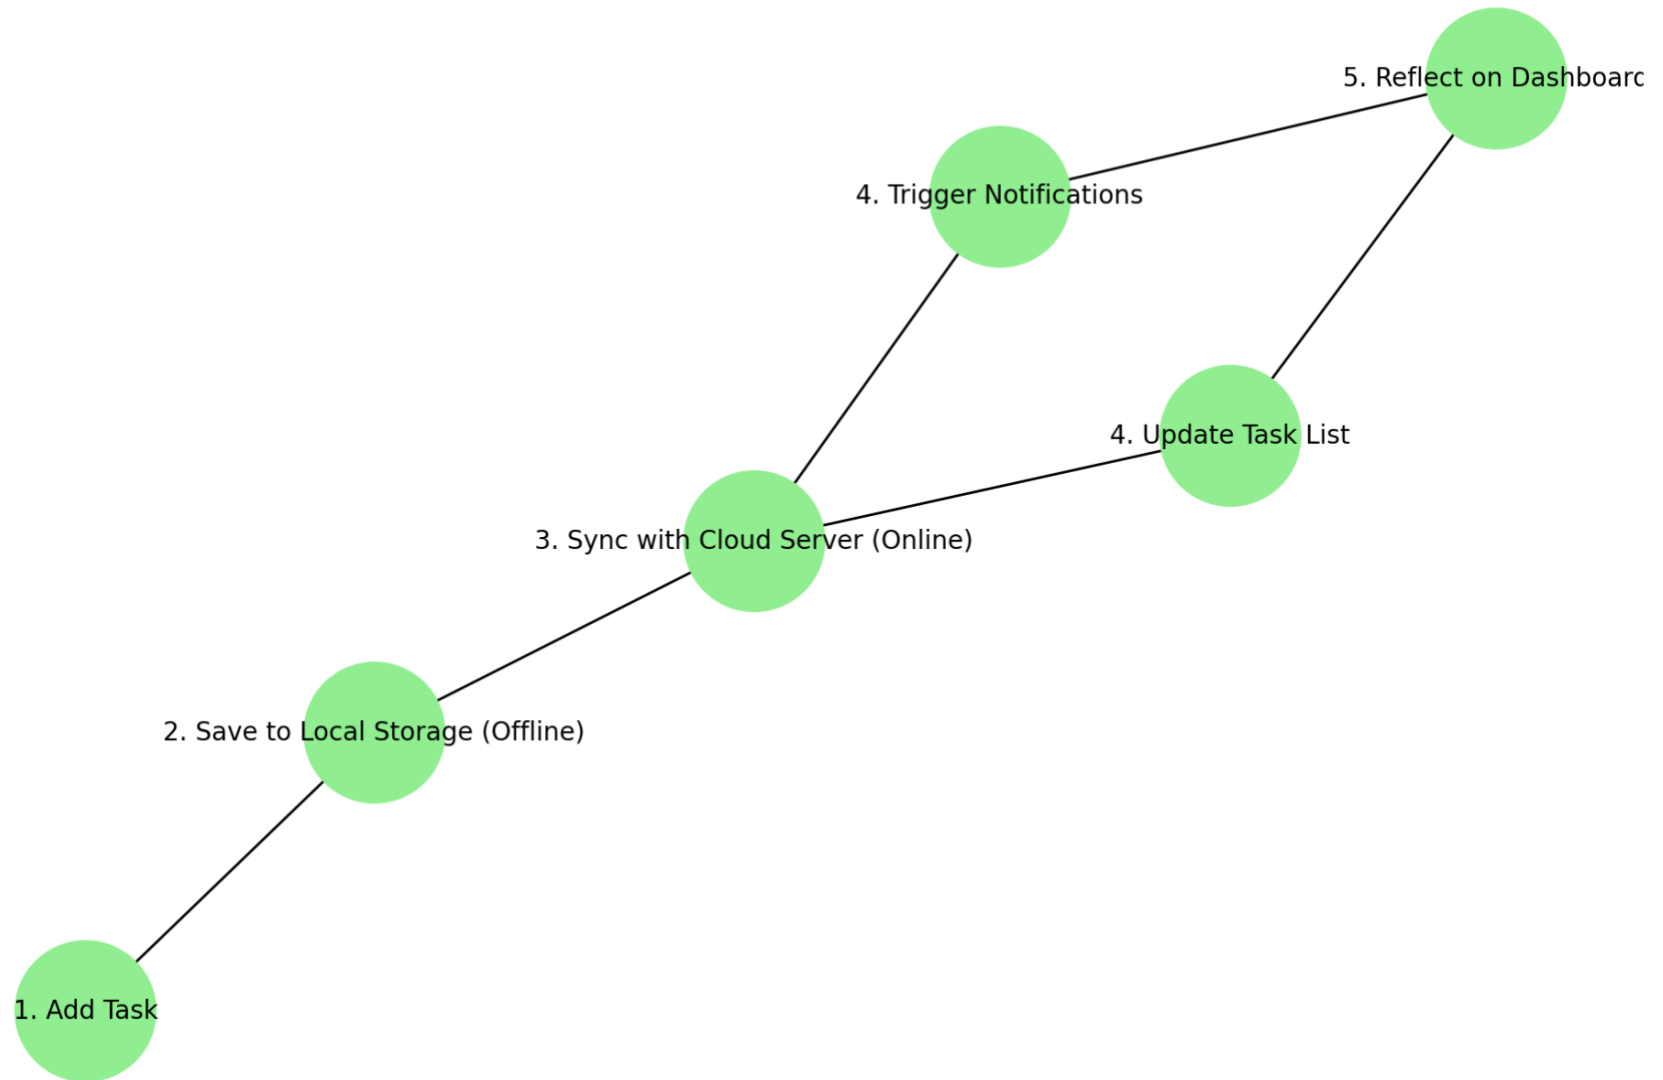 5. Reflect on Dashboard
4. Trigger Notifications
4. Update Task List
3. Sync with Cloud Server (Online)
2. Save to Local Storage (Offline)
1. Add Task